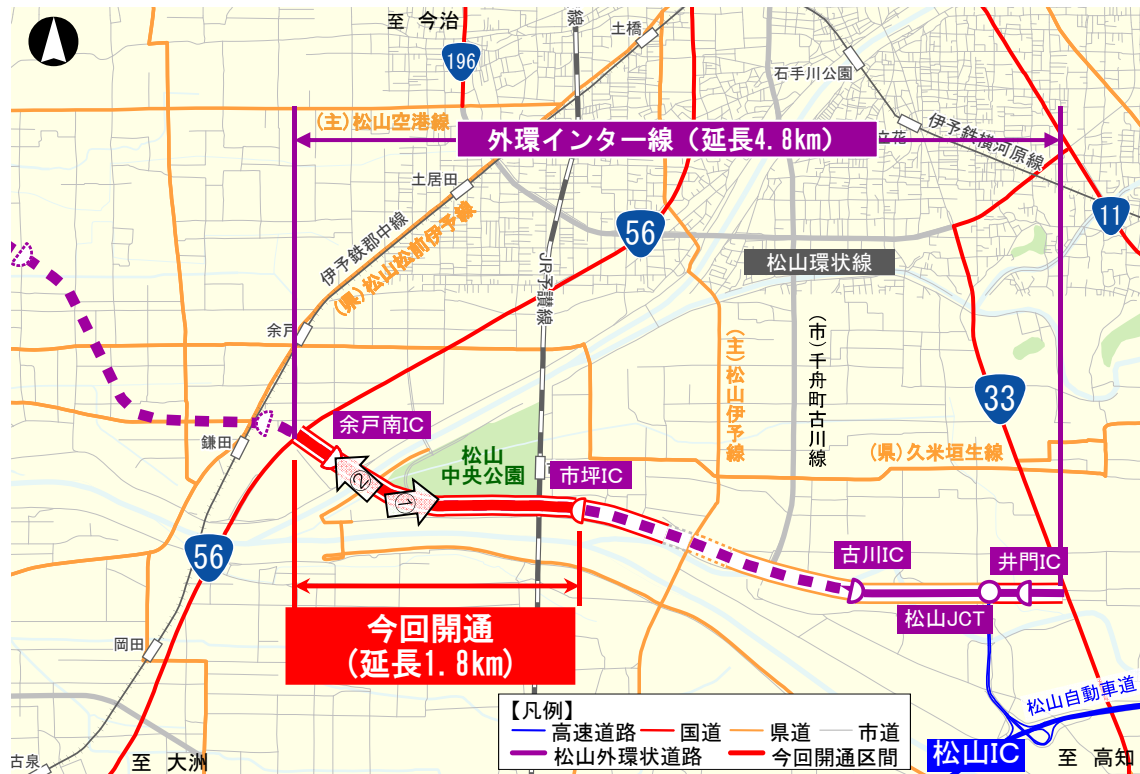 至 今治
線
土橋
196
石手川公園
(主)松山空港線
外環インター線（延長4.8km）
立花
伊予鉄横河原線
土居田
伊予鉄郡中線
(県)松山松前伊予線
56
11
松山環状線
JR予讃線
余戸
(主)松山伊予線
(市)千舟町古川線
33
余戸南IC
鎌田
松山
中央公園
市坪IC
(県)久米垣生線
②
①
56
古川IC
井門IC
松山JCT
今回開通
(延長1.8km)
岡田
松山自動車道
【凡例】
高速道路
国道
県道
市道
松山外環状道路
今回開通区間
古泉
至 大洲
松山IC
至 高知